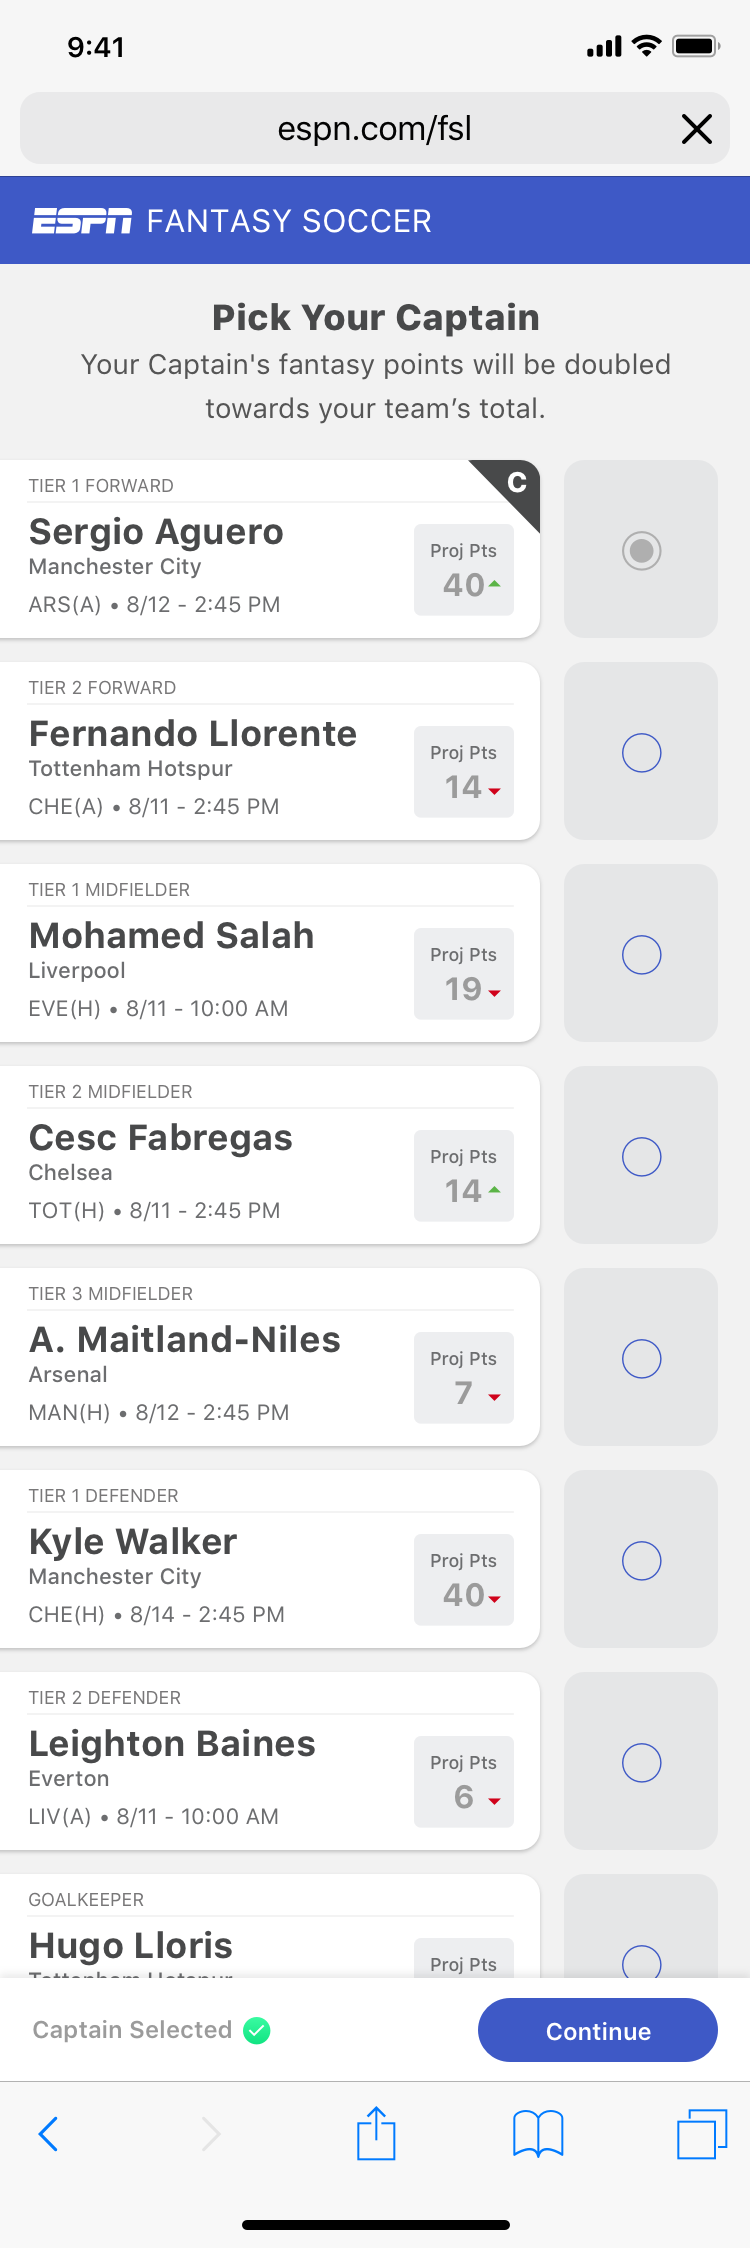 9:41
espn.com/fsl
ESPN FANTASY SOCCER
Pick Your Captain
Your Captain's fantasy points will be doubled
towards your team’s total.
TIER 1 FORWARD
C
Sergio Aguero
Manchester City
ARS(A) • 8/12 - 2:45 PM
Proj Pts
40
TIER 2 FORWARD
Fernando Llorente
Tottenham Hotspur
CHE(A) • 8/11 - 2:45 PM
Proj Pts
14
TIER 1 MIDFIELDER
Mohamed Salah
Liverpool
EVE(H) • 8/11 - 10:00 AM
Proj Pts
19
TIER 2 MIDFIELDER
Cesc Fabregas
Chelsea
TOT(H) • 8/11 - 2:45 PM
Proj Pts
14
TIER 3 MIDFIELDER
A. Maitland-Niles
Arsenal
MAN(H) • 8/12 - 2:45 PM
Proj Pts
7
TIER 1 DEFENDER
Kyle Walker
Manchester City
CHE(H) • 8/14 - 2:45 PM
Proj Pts
40
TIER 2 DEFENDER
Leighton Baines
Everton
LIV(A) • 8/11 - 10:00 AM
Proj Pts
6
GOALKEEPER
Hugo Lloris
Tottenham Hotspur
Proj Pts
Captain Selected
Continue